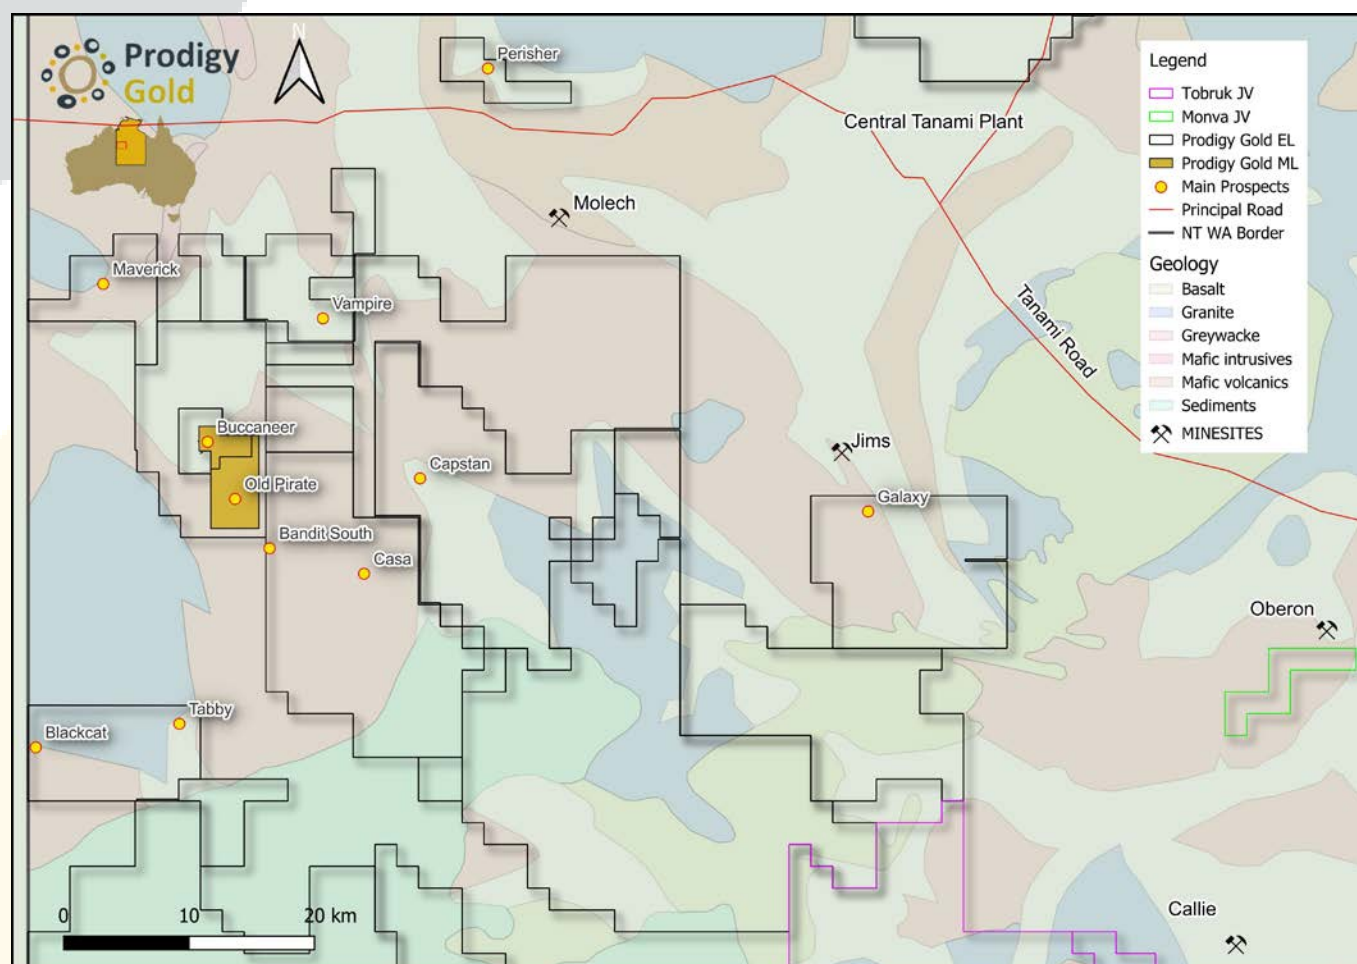 Prodigy
Gold
N
Perisher
Central Tanami Plant
Molech
Maverick
Vampire
Tanami Road
Buccaneer
Old Pirate
Capstan
Jims
Galaxy
Bandit South
Casa
Oberon
Tabby
Blackcat
Callie
0 10 20 km
Legend
Tobruk JV
Monva JV
Prodigy Gold EL
Prodigy Gold ML
Main Prospects
Principal Road
NT WA Border
Geology
Basalt
Granite
Greywacke
Mafic intrusives
Mafic volcanics
Sediments
MINESITES